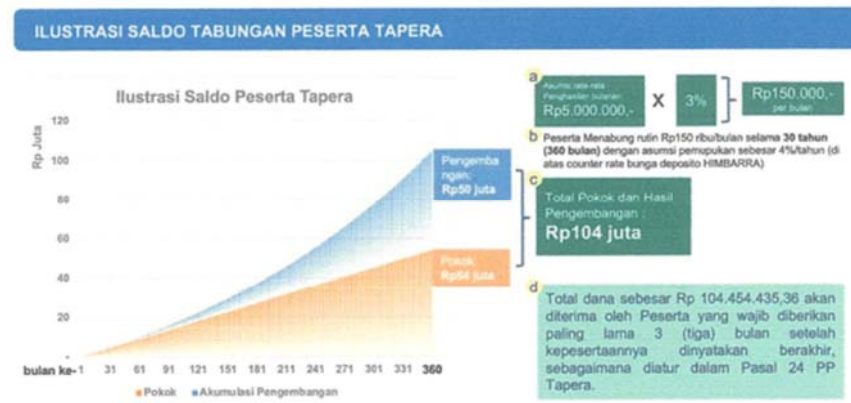 ILUSTRASI SALDO TABUNGAN PESERTA TAPERA
Ilustrasi Saldo Peserta Tapera
Rp Juta
120
100
80
60
40
20
-
bulan ke- 1 31 61 91 121 151 181 211 241 271 301 331 360
Pokok Akumulasi Pengembangan
Pengemba
ngan:
Rp50 juta
Pokok:
Rp54 juta
a
Asumsi rata-rata
Penghasilan bulanan
Rp5.000.000,-
X
3%
Rp150.000,-
per bulan
b
Peserta Menabung rutin Rp150 ribu/bulan selama 30 tahun
(360 bulan) dengan asumsi pemupukan sebesar 4%/tahun (di
atas counter rate bunga deposito HIMBARRA)
c
Total Pokok dan Hasil
Pengembangan :
Rp104 juta
d
Total dana sebesar Rp 104.454.435,36 akan
diterima oleh Peserta yang wajib diberikan
paling lama 3 (tiga) bulan setelah
kepesertaannya dinyatakan berakhir,
sebagaimana diatur dalam Pasal 24 PP
Tapera.